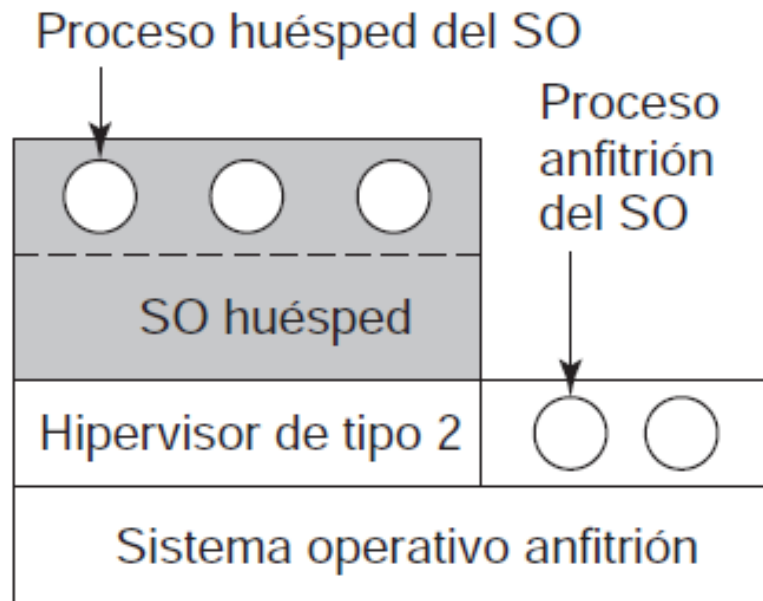 Proceso huésped del SO
Proceso
anfitrión
del SO
SO huésped
Hipervisor de tipo 2
Sistema operativo anfitrión